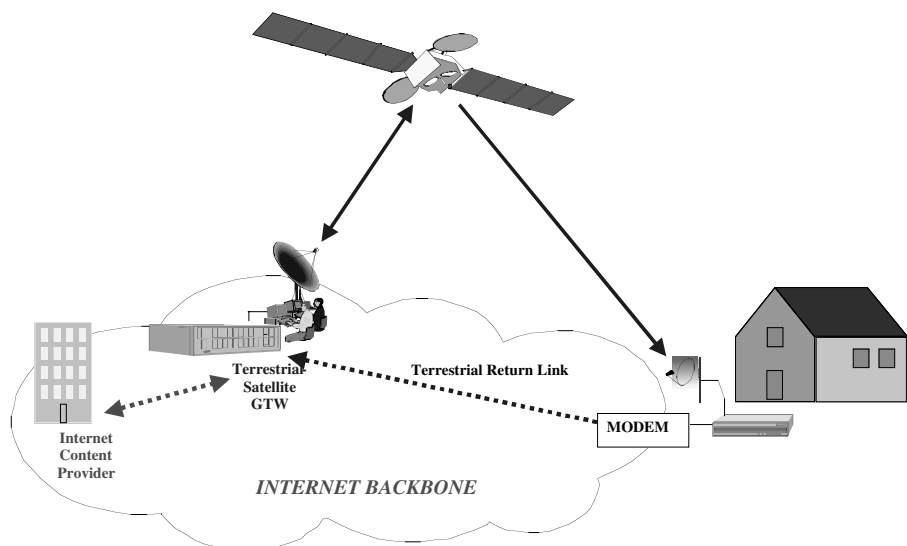 Terrestrial Return Link
Terrestrial-
Satellite
GTW
MODEM
Internet
Content
Provider
INTERNET BACKBONE